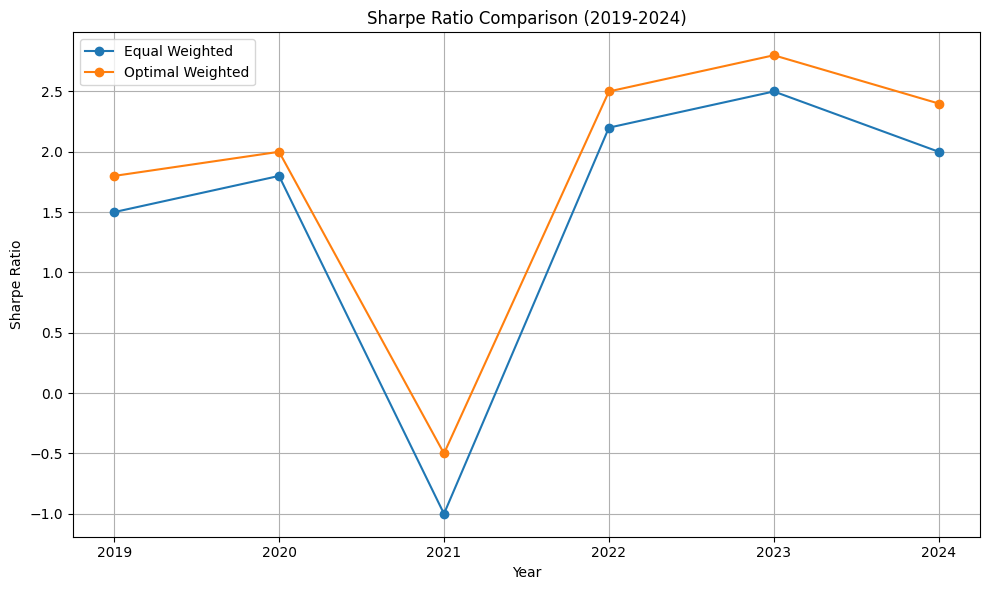 Sharpe Ratio Comparison (2019-2024)
Equal Weighted
Optimal Weighted
Sharpe Ratio
2.5
2.0
1.5
1.0
0.5
0.0
−0.5
−1.0
2019 2020 2021 2022 2023 2024
Year